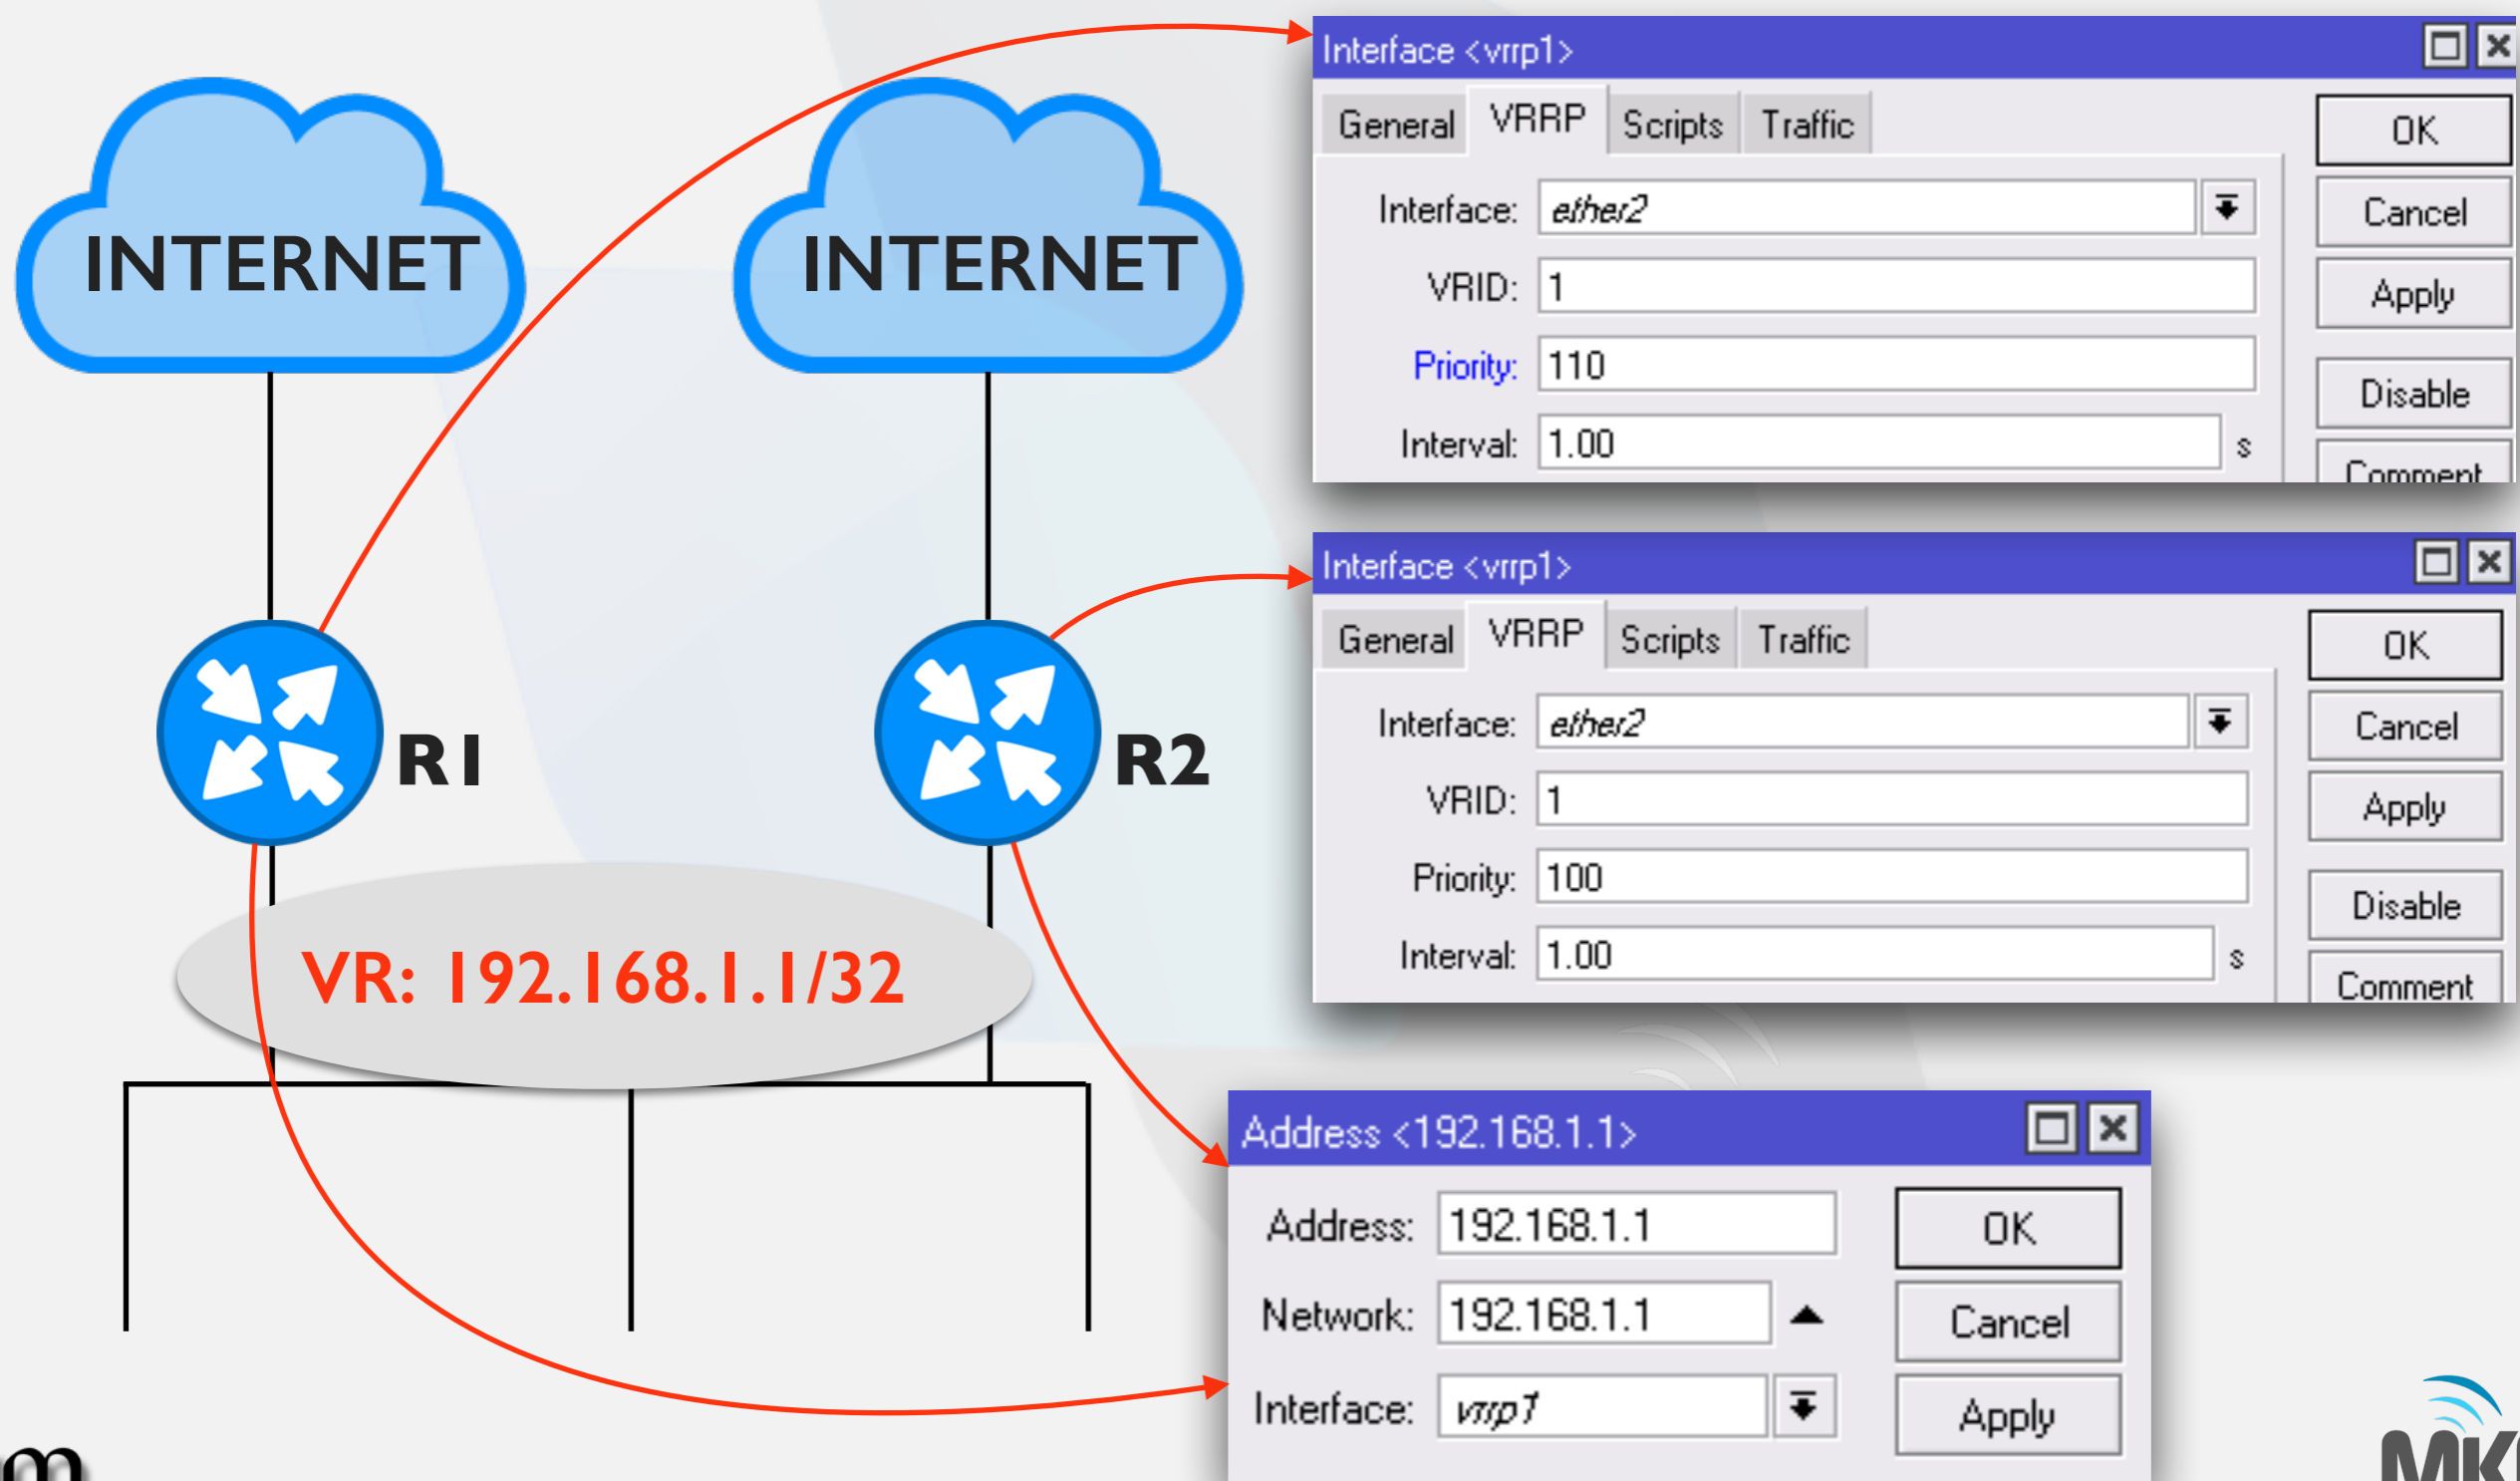 INTERNET
INTERNET
R1
R2
VR: 192.168.1.1/32
Interface <vrrp1>
General VRRP Scripts Traffic
Interface: ether2
VRID: 1
Priority: 110
Interval: 1.00 s
OK
Cancel
Apply
Disable
Comment
Interface <vrrp1>
General VRRP Scripts Traffic
Interface: ether2
VRID: 1
Priority: 100
Interval: 1.00 s
OK
Cancel
Apply
Disable
Comment
Address <192.168.1.1>
Address: 192.168.1.1
Network: 192.168.1.1
Interface: vrrp1
OK
Cancel
Apply